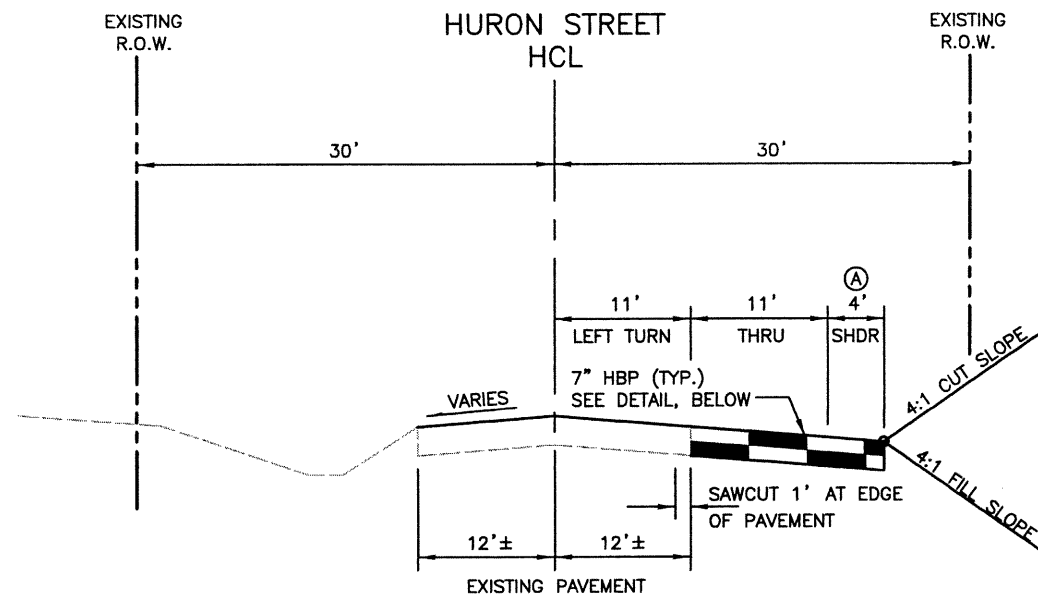 EXISTING
R.O.W.
HURON STREET
HCL
EXISTING
R.O.W.
30'
30'
A
11'
11'
4'
LEFT TURN
THRU
SHDR
7" HBP (TYP.)
SEE DETAIL, BELOW
VARIES
4:1 CUT SLOPE
4:1 FILL SLOPE
SAWCUT 1' AT EDGE
OF PAVEMENT
12'±
12'±
EXISTING PAVEMENT